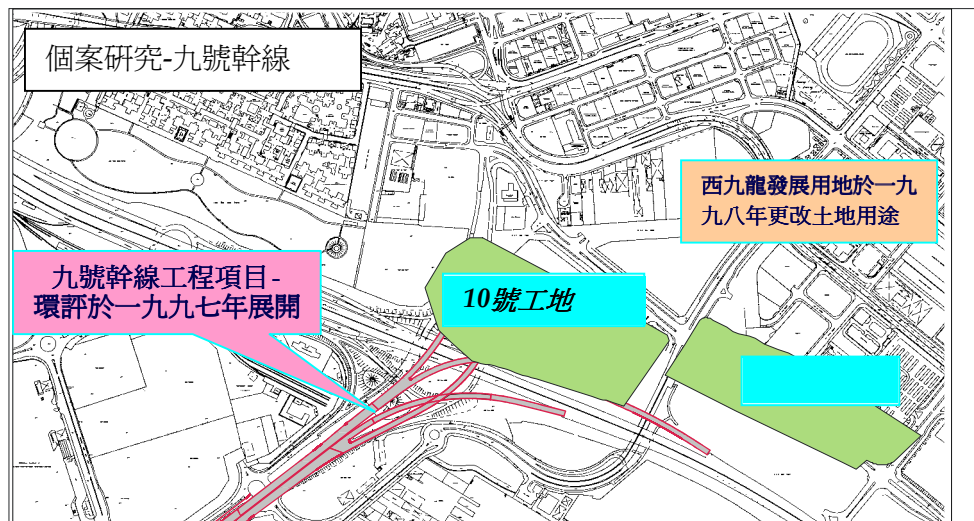 個案研究-九號幹線
西九龍發展用地於一九
九八年更改土地用途
九號幹線工程項目-
環評於一九九七年展開
10號工地